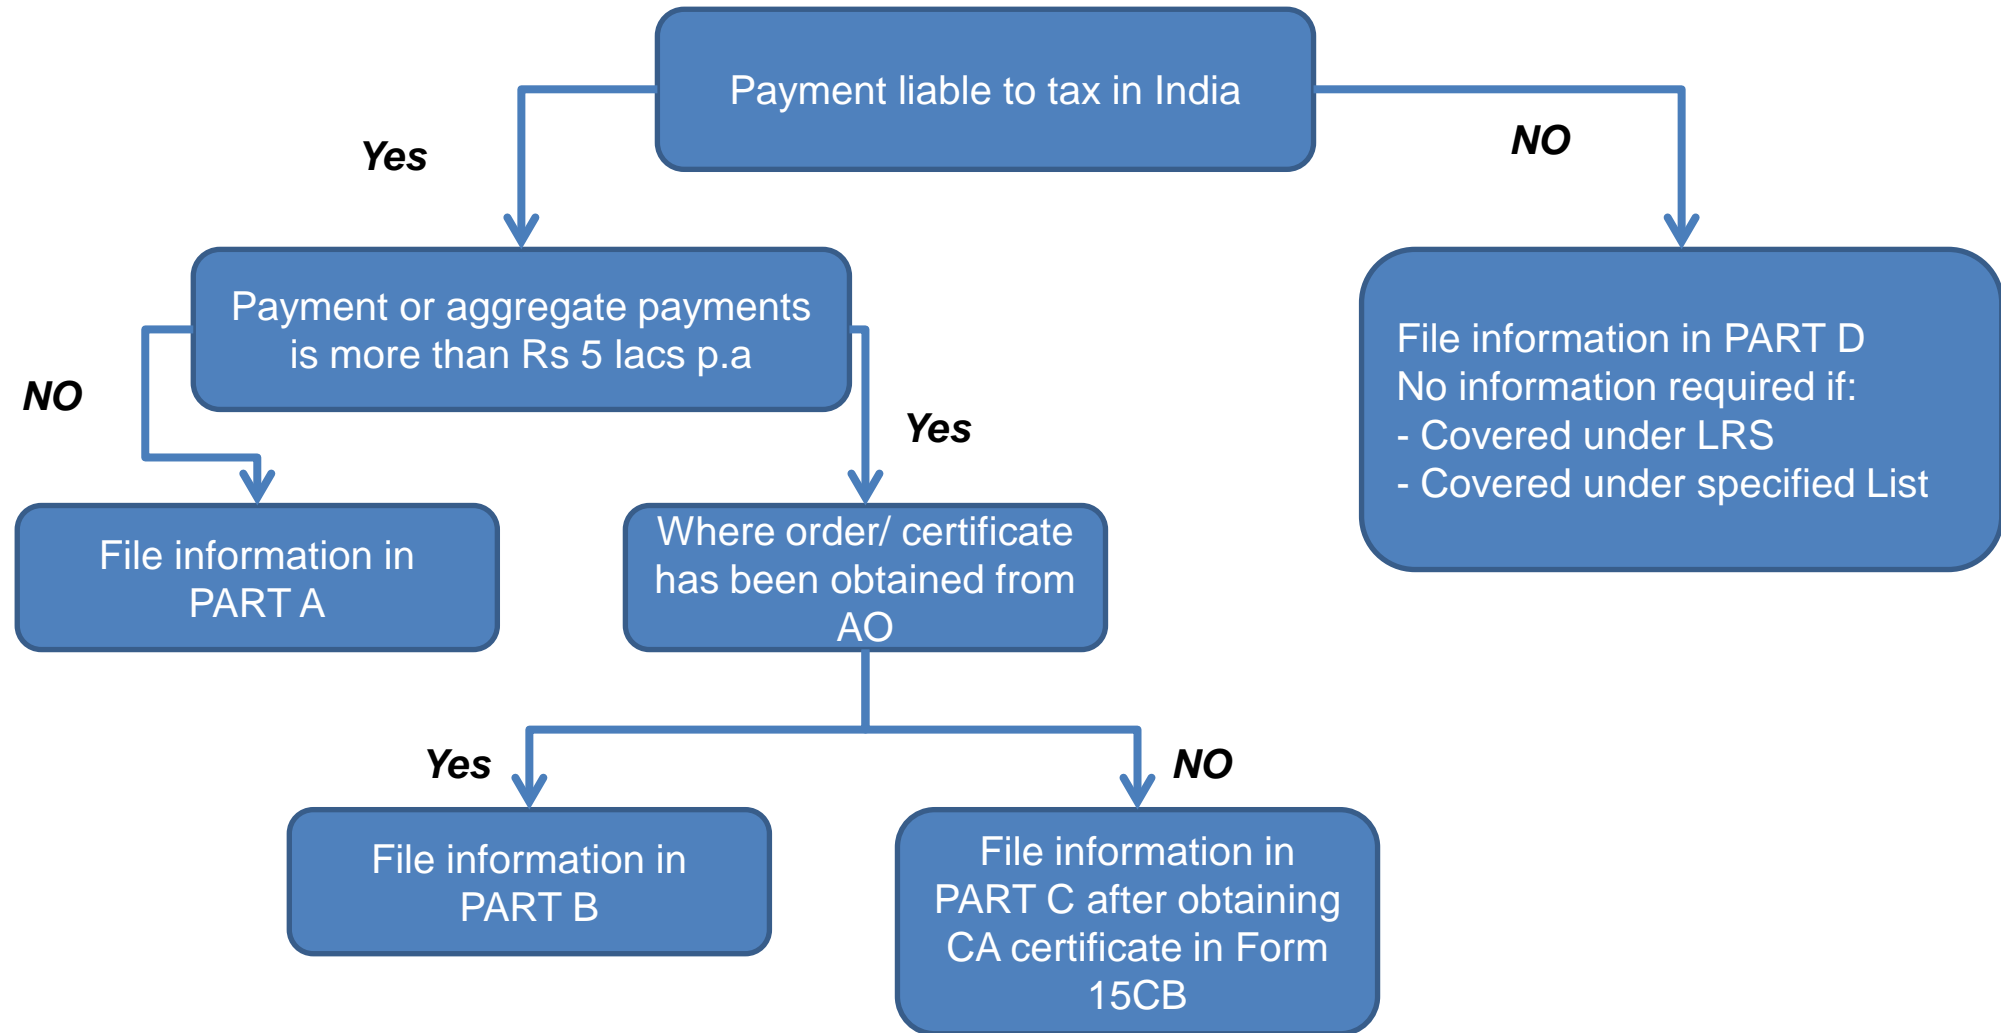 Payment liable to tax in India
Yes
NO
Payment or aggregate payments
is more than Rs 5 lacs p.a
NO
Yes
File information in PART D
No information required if:
- Covered under LRS
- Covered under specified List
File information in
PART A
Where order/ certificate
has been obtained from
AO
Yes
NO
File information in
PART B
File information in
PART C after obtaining
CA certificate in Form
15CB